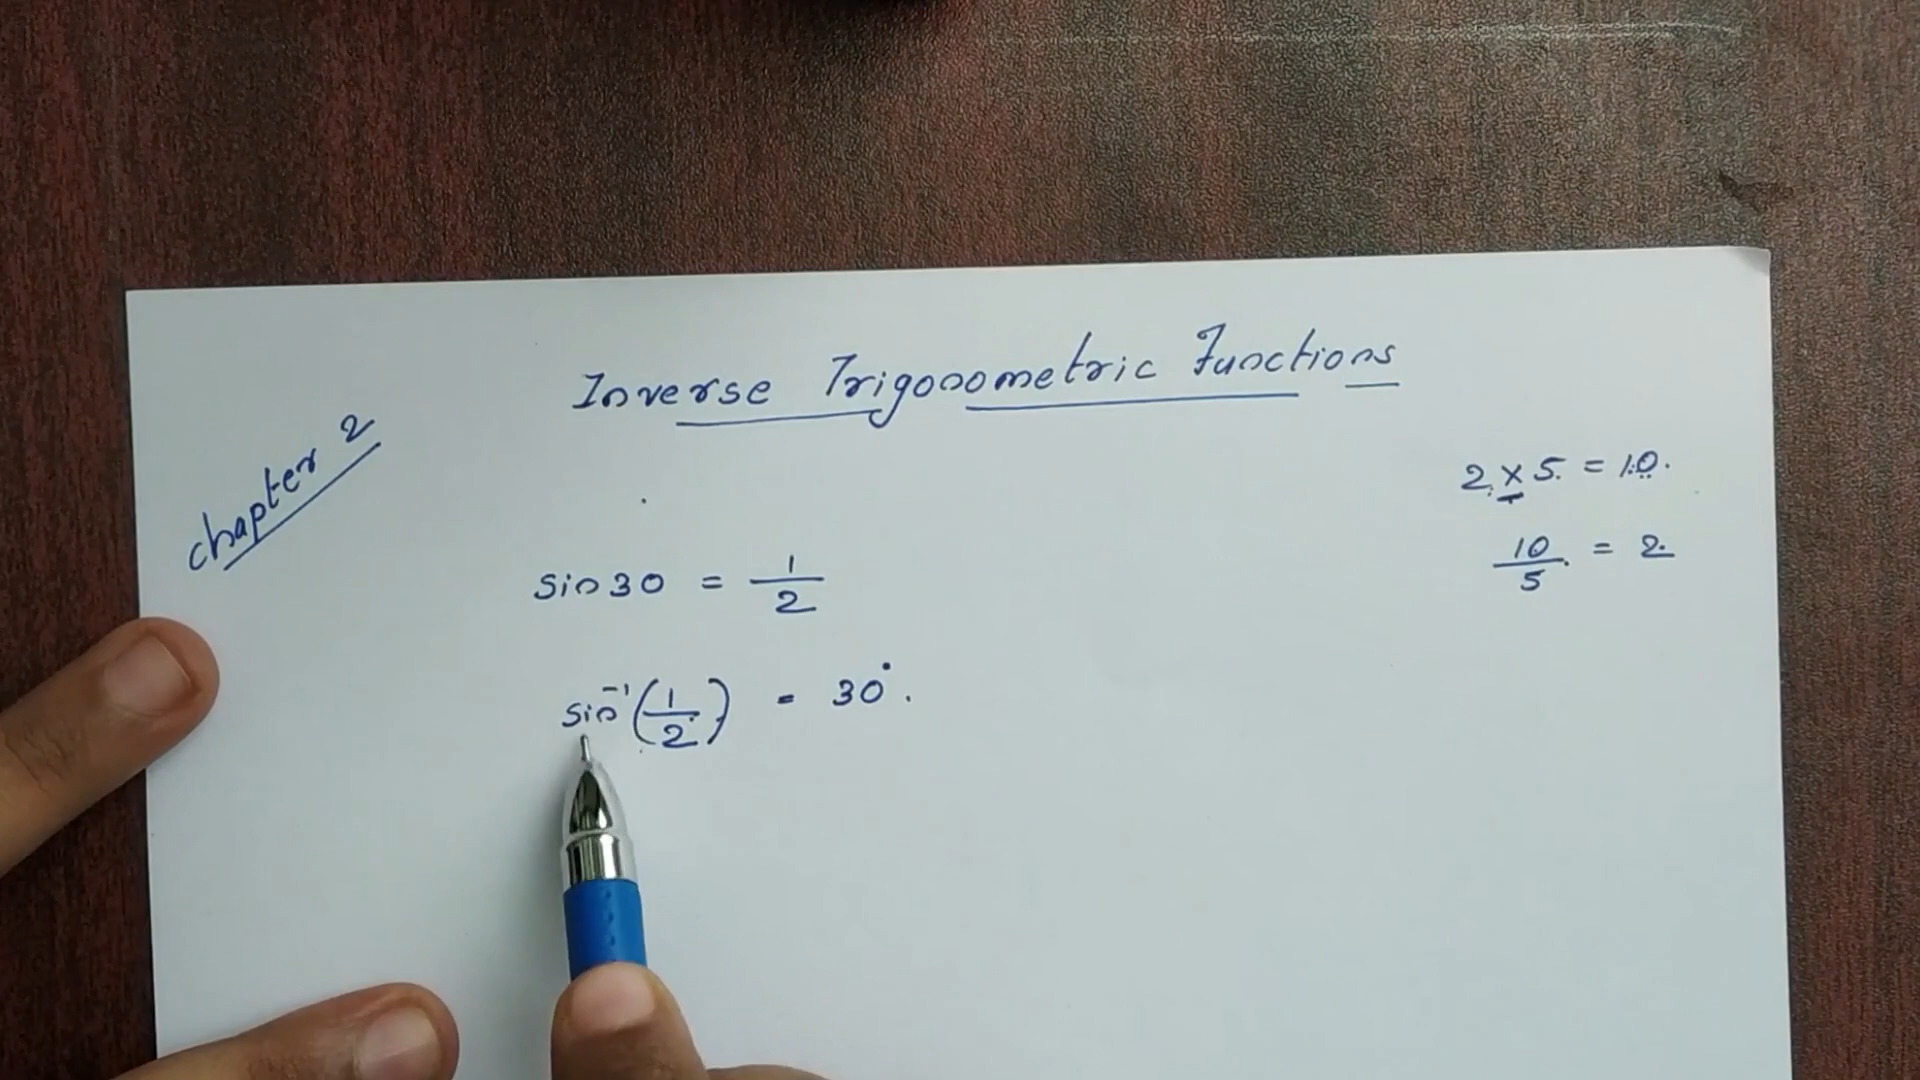 Inverse Trigonometric Functions
chapter 2
2 x 5 = 10.
10/5 = 2
sin 30 = 1/2
sin⁻¹(1/2) = 30°.